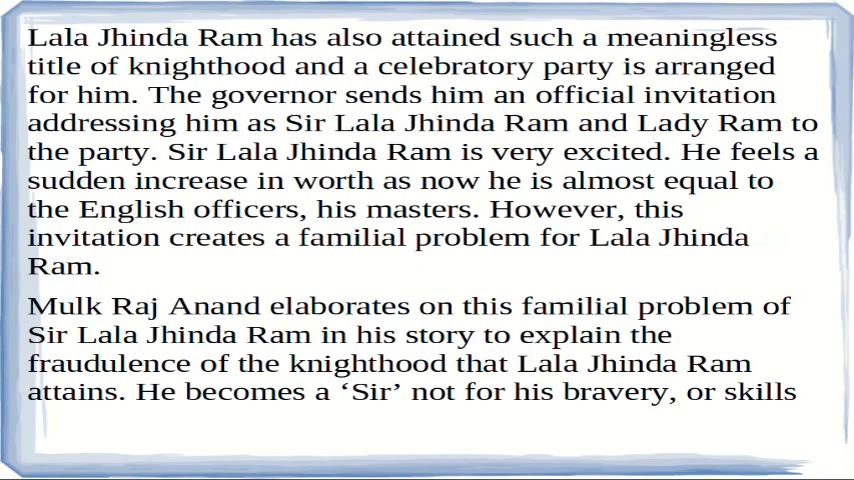 Lala Jhinda Ram has also attained such a meaningless
title of knighthood and a celebratory party is arranged
for him. The governor sends him an official invitation
addressing him as Sir Lala Jhinda Ram and Lady Ram to
the party. Sir Lala Jhinda Ram is very excited. He feels a
sudden increase in worth as now he is almost equal to
the English officers, his masters. However, this
invitation creates a familial problem for Lala Jhinda
Ram.
Mulk Raj Anand elaborates on this familial problem of
Sir Lala Jhinda Ram in his story to explain the
fraudulence of the knighthood that Lala Jhinda Ram
attains. He becomes a ‘Sir’ not for his bravery, or skills